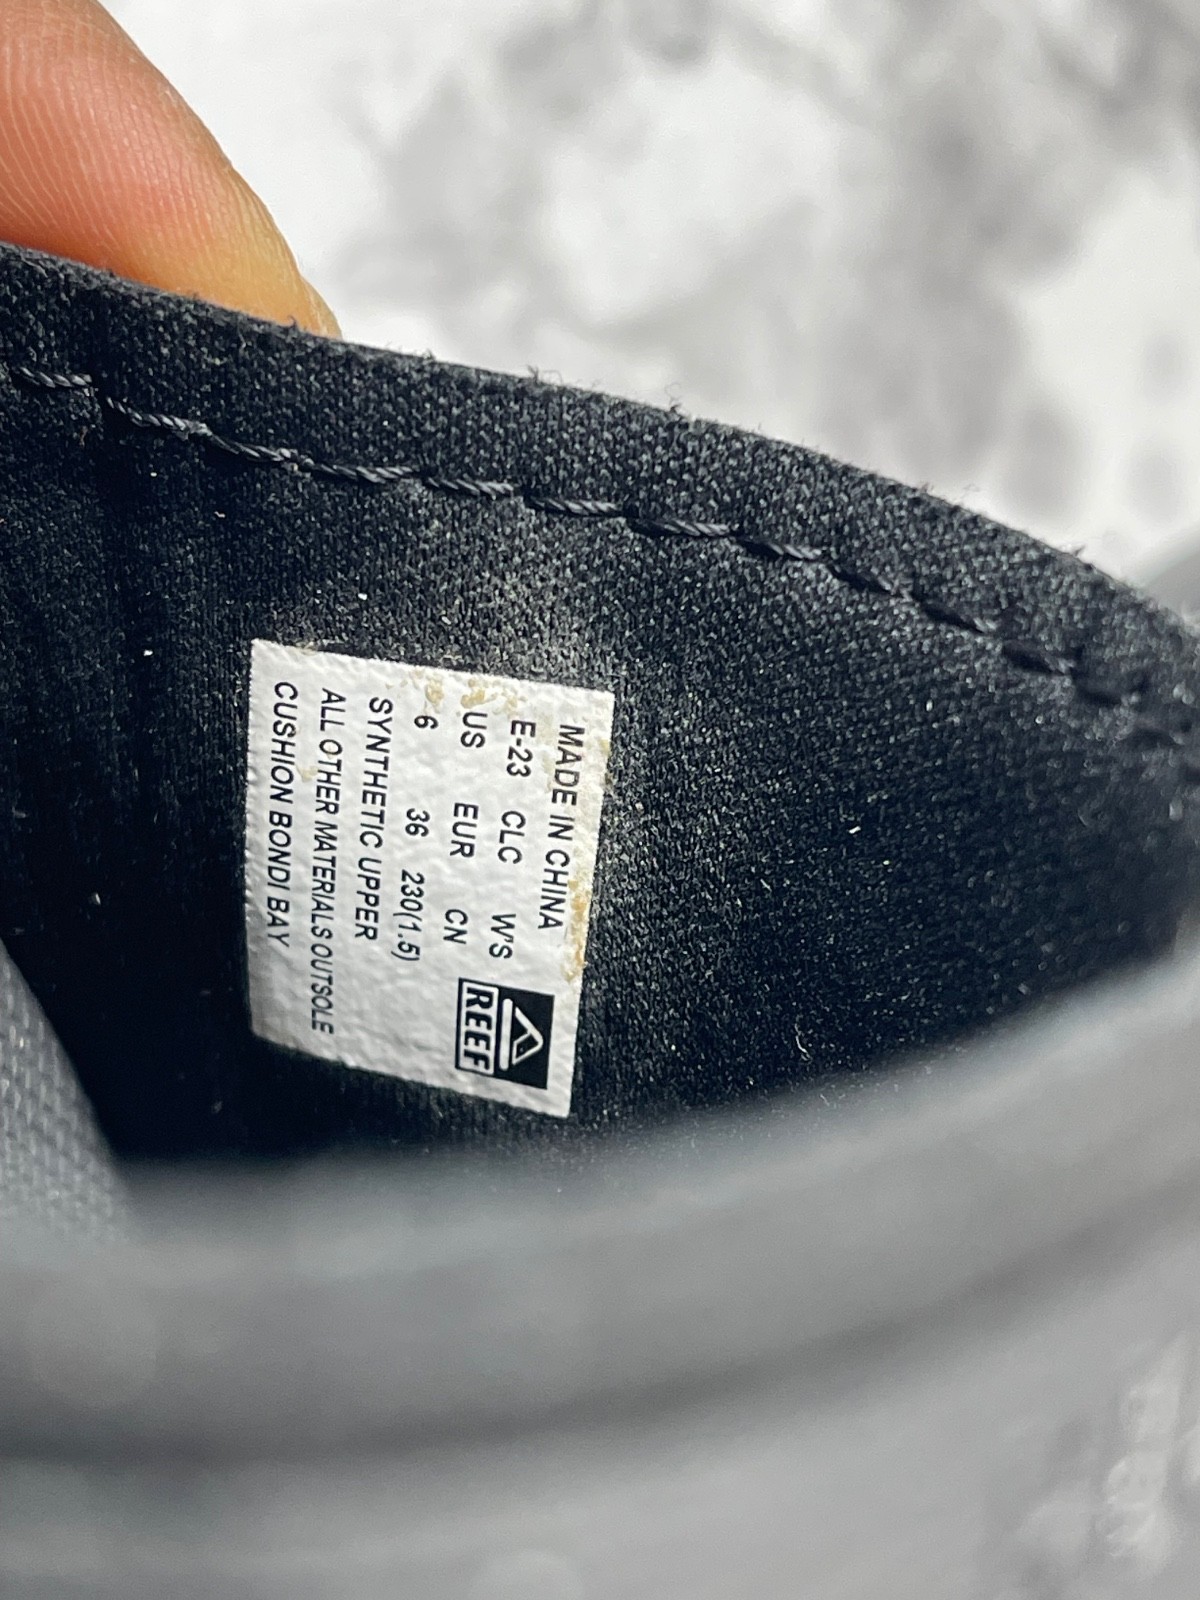 MADE IN CHINA
E-23 CLC W'S
US EUR CN
6 36 230(1.5)
SYNTHETIC UPPER
ALL OTHER MATERIALS OUTSOLE
CUSHION BONDI BAY
REEF